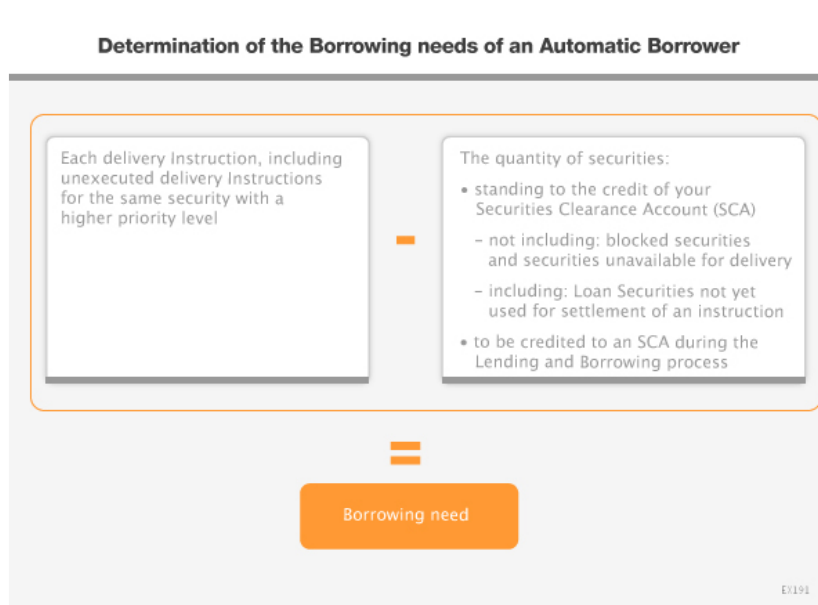 Determination of the Borrowing needs of an Automatic Borrower
Each delivery Instruction, including
unexecuted delivery Instructions
for the same security with a
higher priority level
-
The quantity of securities:
• standing to the credit of your
Securities Clearance Account (SCA)
– not including: blocked securities
and securities unavailable for delivery
– including: Loan Securities not yet
used for settlement of an instruction
• to be credited to an SCA during the
Lending and Borrowing process
=
Borrowing need
EX191